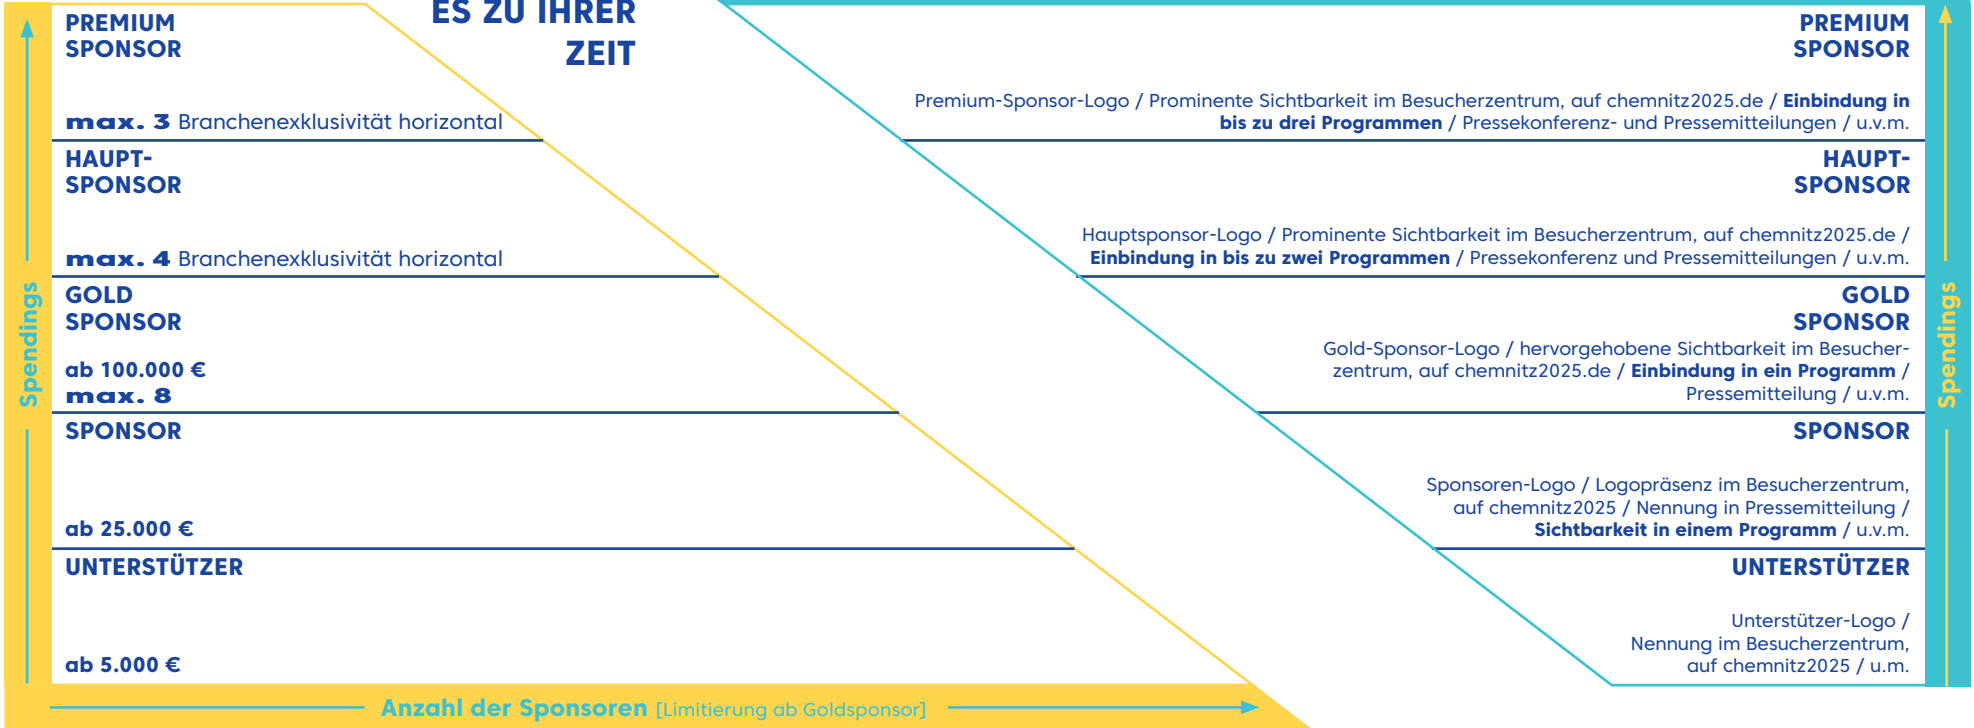 ES ZU IHRER
ZEIT
Spendings
PREMIUM
SPONSOR
max. 3 Branchenexklusivität horizontal
HAUPT-
SPONSOR
max. 4 Branchenexklusivität horizontal
GOLD
SPONSOR
ab 100.000 €
max. 8
SPONSOR
ab 25.000 €
UNTERSTÜTZER
ab 5.000 €
Anzahl der Sponsoren [Limitierung ab Goldsponsor]
PREMIUM
SPONSOR
Premium-Sponsor-Logo / Prominente Sichtbarkeit im Besucherzentrum, auf chemnitz2025.de / Einbindung in
bis zu drei Programmen / Pressekonferenz- und Pressemitteilungen / u.v.m.
HAUPT-
SPONSOR
Hauptsponsor-Logo / Prominente Sichtbarkeit im Besucherzentrum, auf chemnitz2025.de /
Einbindung in bis zu zwei Programmen / Pressekonferenz und Pressemitteilungen / u.v.m.
GOLD
SPONSOR
Gold-Sponsor-Logo / hervorgehobene Sichtbarkeit im Besucher-
zentrum, auf chemnitz2025.de / Einbindung in ein Programm /
Pressemitteilung / u.v.m.
SPONSOR
Sponsoren-Logo / Logopräsenz im Besucherzentrum,
auf chemnitz2025 / Nennung in Pressemitteilung /
Sichtbarkeit in einem Programm / u.v.m.
UNTERSTÜTZER
Unterstützer-Logo /
Nennung im Besucherzentrum,
auf chemnitz2025 / u.m.
Spendings